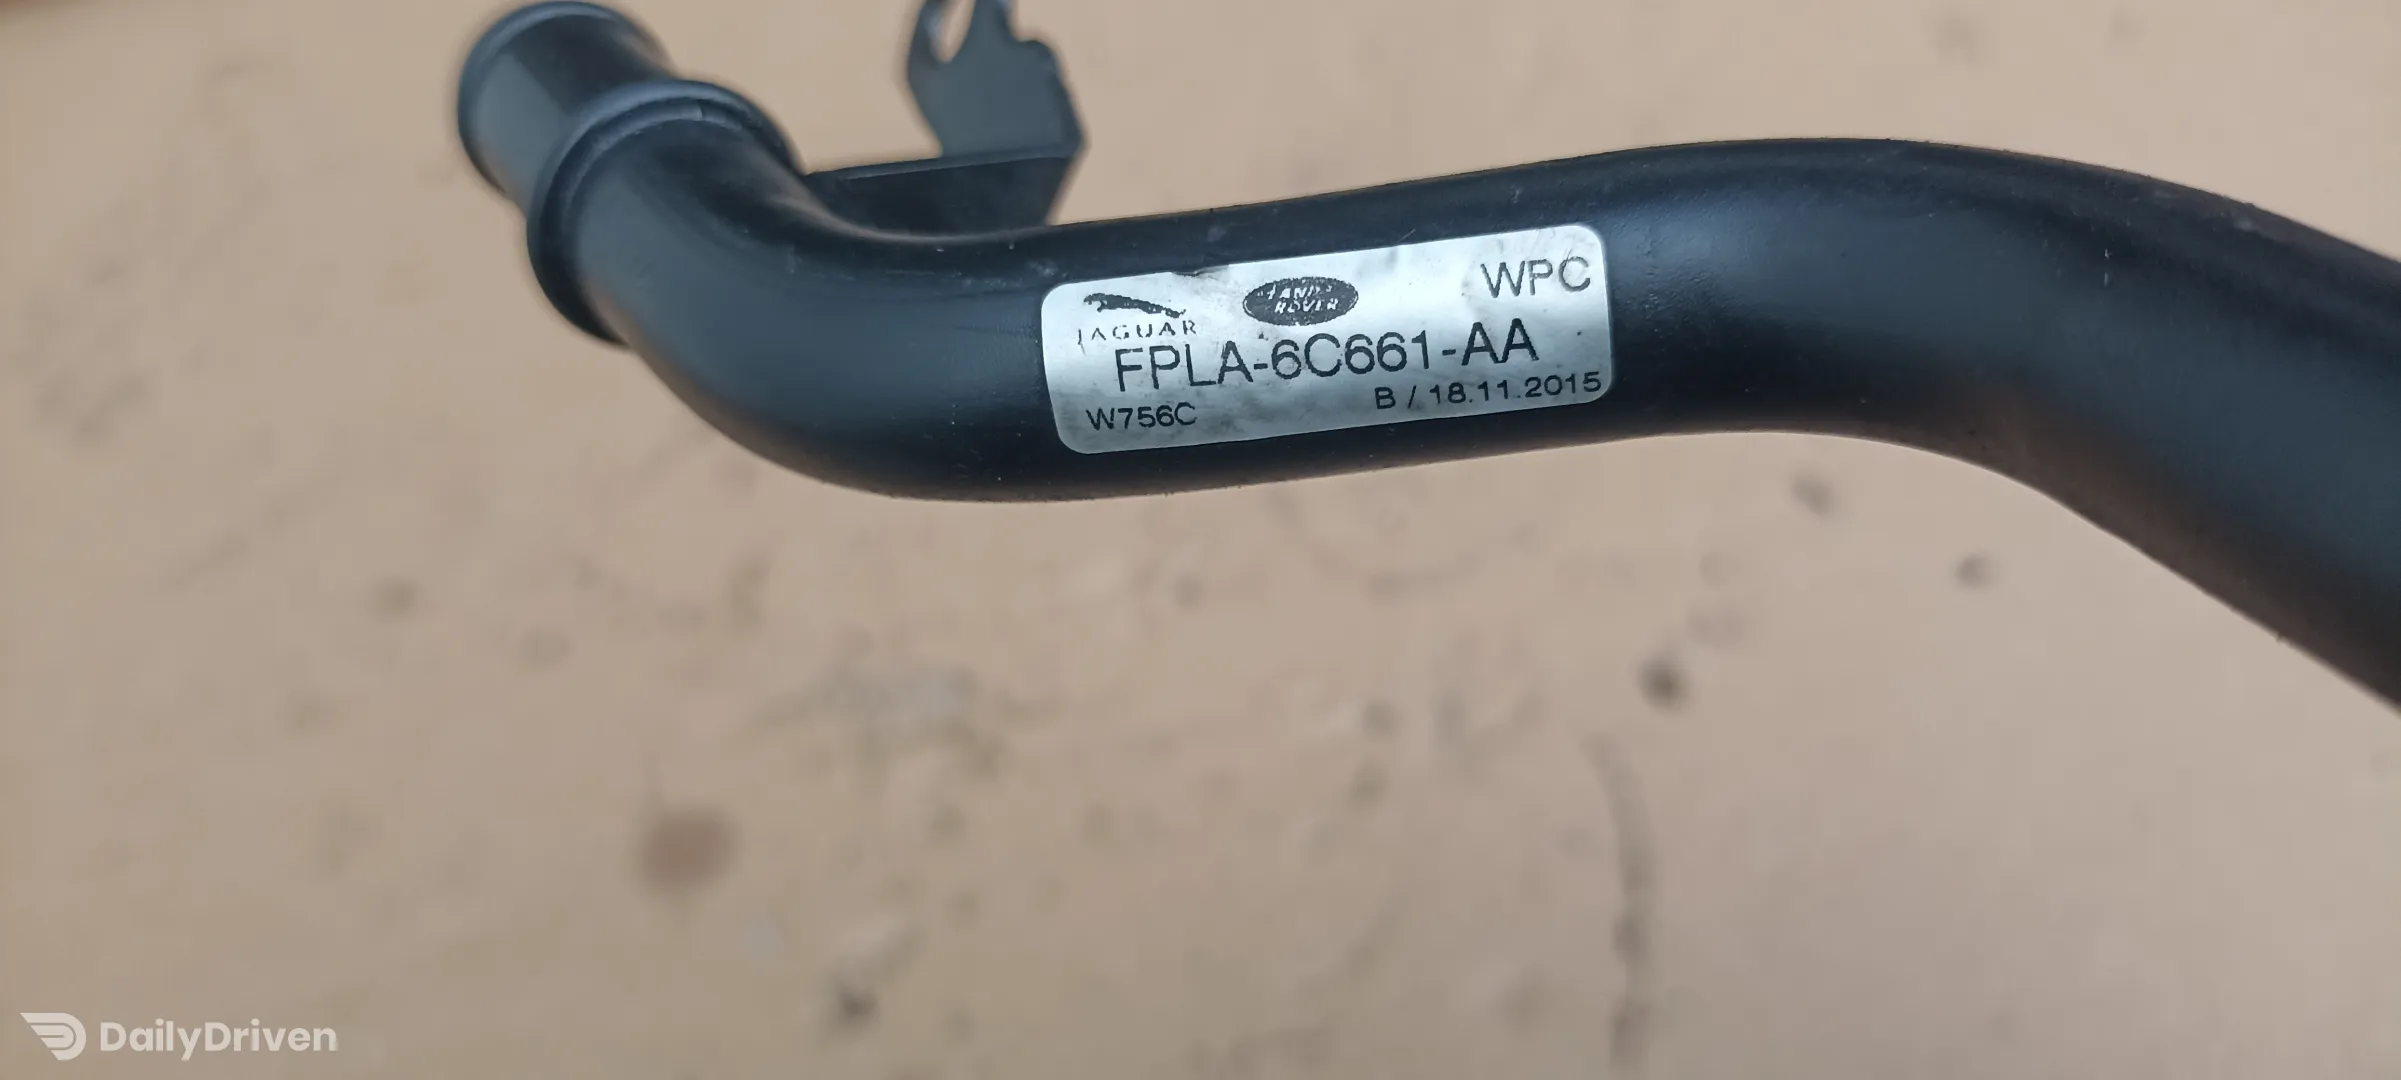 JAGUAR LAND ROVER WPC
FPLA-6C661-AA
W756C B / 18.11.2015
DailyDriven